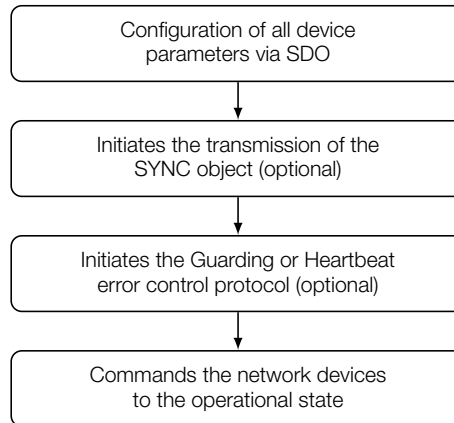 Configuration of all device
parameters via SDO
Initiates the transmission of the
SYNC object (optional)
Initiates the Guarding or Heartbeat
error control protocol (optional)
Commands the network devices
to the operational state